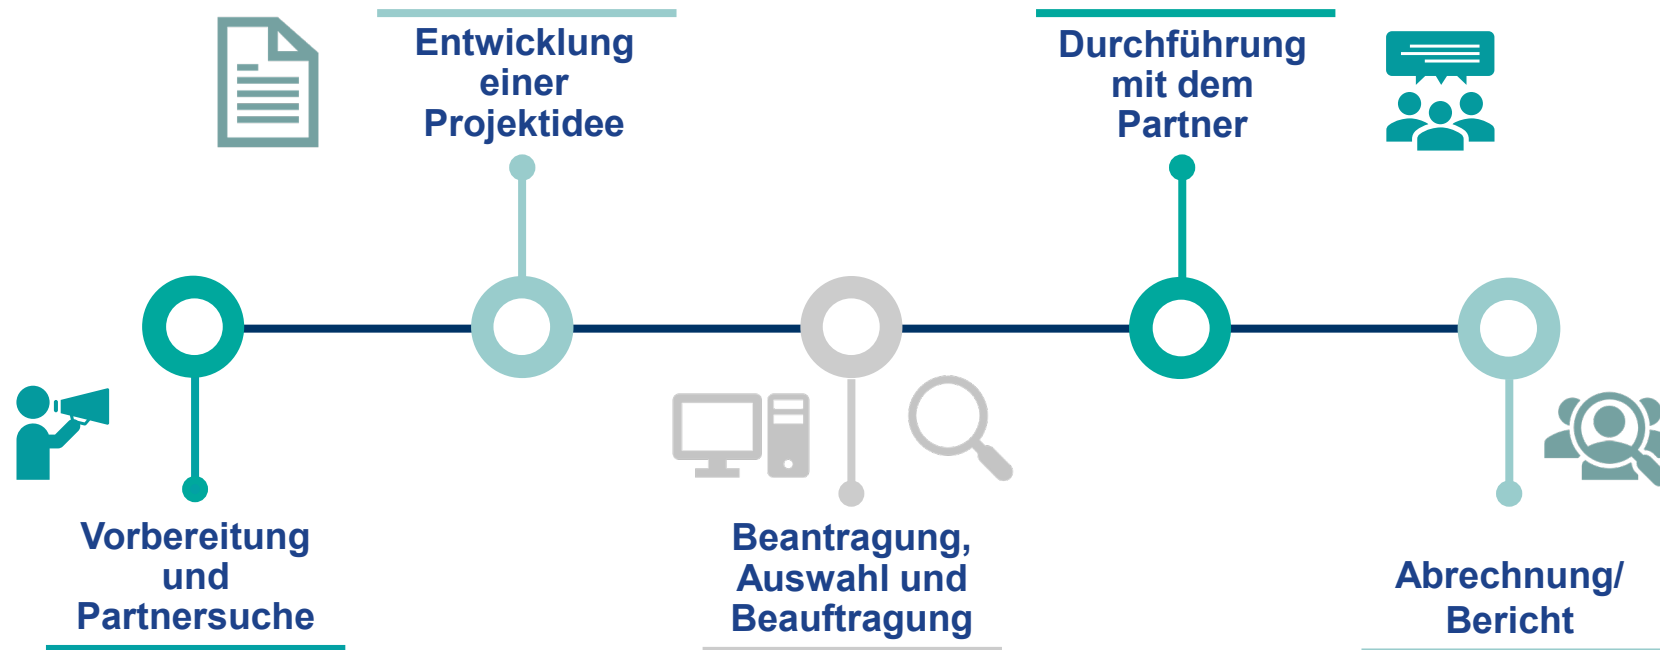 Entwicklung
einer
Projektidee
Durchführung
mit dem
Partner
Vorbereitung
und
Partnersuche
Beantragung,
Auswahl und
Beauftragung
Abrechnung/
Bericht